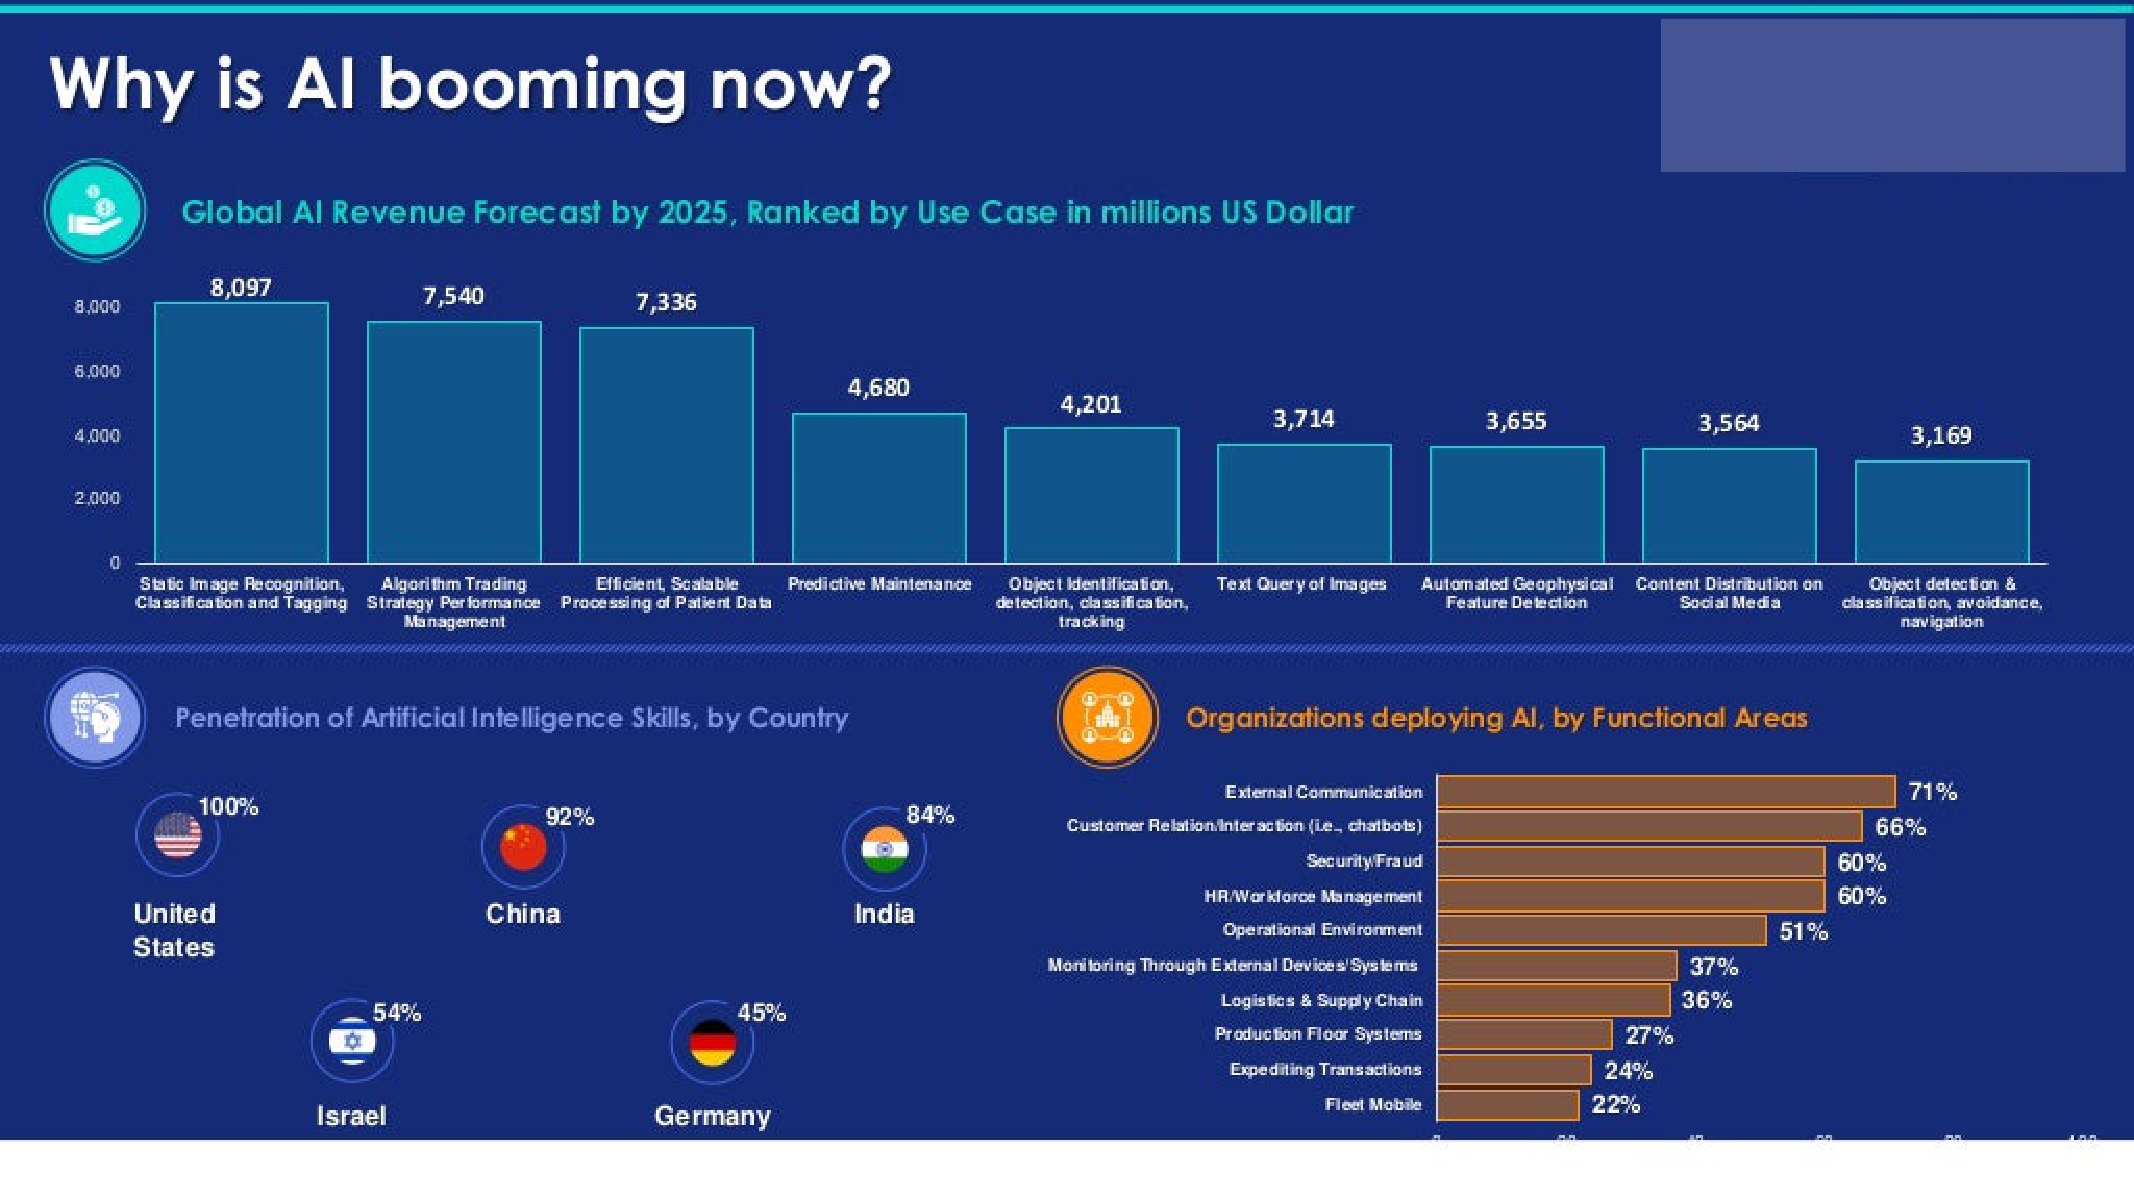 Why is AI booming now?
Global AI Revenue Forecast by 2025, Ranked by Use Case in millions US Dollar
8,000
6,000
4,000
2,000
0
8,097
7,540
7,336
4,680
4,201
3,714
3,655
3,564
3,169
Static Image Recognition,
Classification and Tagging
Algorithm Trading
Strategy Performance
Management
Efficient, Scalable
Processing of Patient Data
Predictive Maintenance
Object Identification,
detection, classification,
tracking
Text Query of Images
Automated Geophysical
Feature Detection
Content Distribution on
Social Media
Object detection &
classification, avoidance,
navigation
Penetration of Artificial Intelligence Skills, by Country
100%
United
States
92%
China
84%
India
54%
Israel
45%
Germany
Organizations deploying AI, by Functional Areas
External Communication 71%
Customer Relation/Interaction (i.e., chatbots) 66%
Security/Fraud 60%
HR/Workforce Management 60%
Operational Environment 51%
Monitoring Through External Devices/Systems 37%
Logistics & Supply Chain 36%
Production Floor Systems 27%
Expediting Transactions 24%
Fleet Mobile 22%